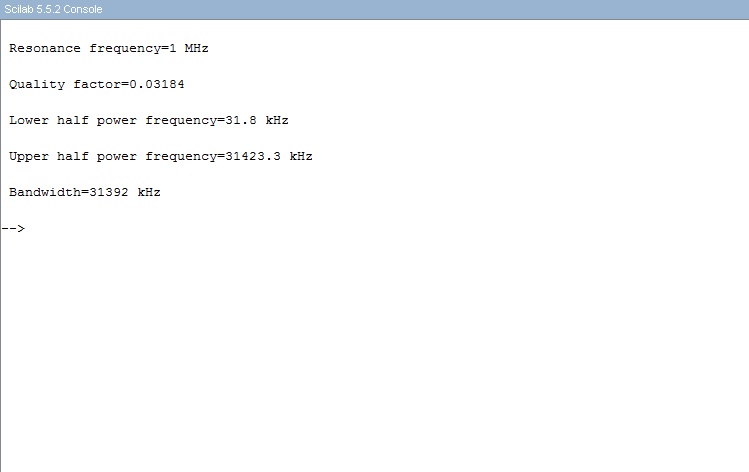 Scilab 5.5.2 Console
Resonance frequency=1 MHz
Quality factor=0.03184
Lower half power frequency=31.8 kHz
Upper half power frequency=31423.3 kHz
Bandwidth=31392 kHz
-->